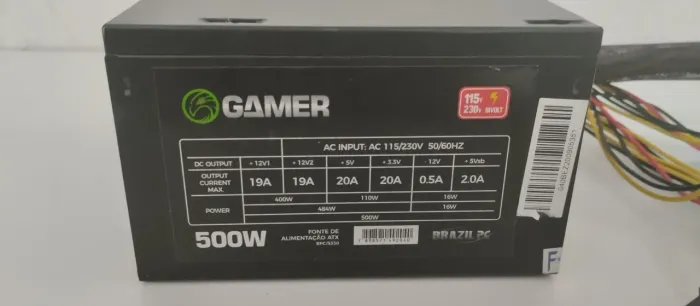 GAMER
115V
230V BIVOLT
AC INPUT: AC 115/230V 50/60HZ
DC OUTPUT +12V1 +12V2 +5V +3.3V -12V +5Vsb
OUTPUT CURRENT MAX. 19A 19A 20A 20A 0.5A 2.0A
POWER 400W 110W 16W
484W 16W
500W
500W
FONTE DE
ALIMENTAÇÃO ATX
BRAZIL PC